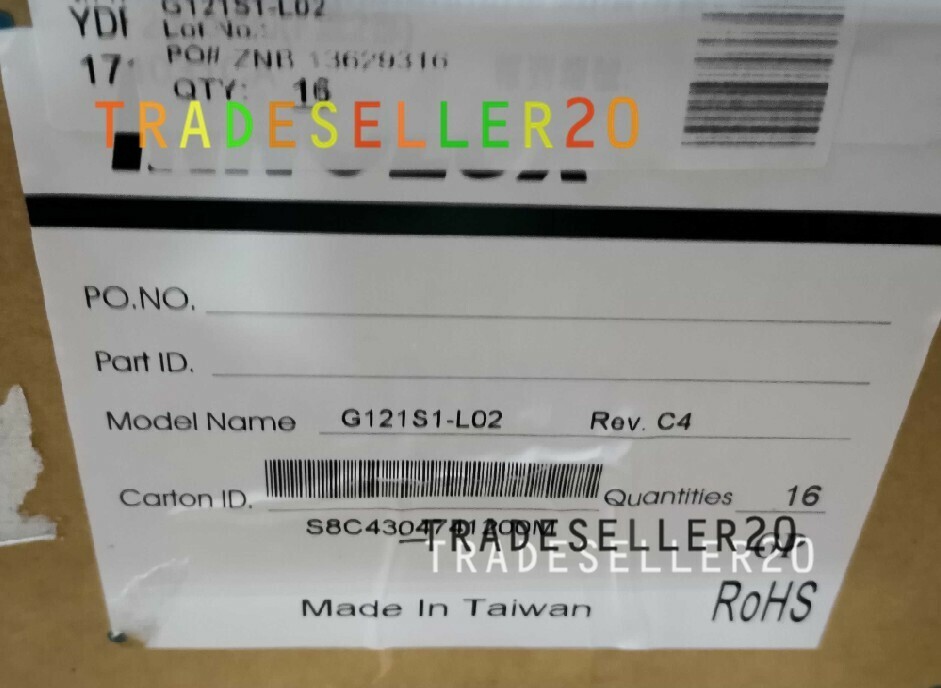 G121S1-L02
YDI Lot No.:
17 PO# ZNB 13629316
QTY: 16
TRADESELLER20
PO.NO.
Part ID.
Model Name G121S1-L02 Rev. C4
Carton ID. Quantities 16
TRADESELLER20
TRADESELLER20
Made In Taiwan RoHS